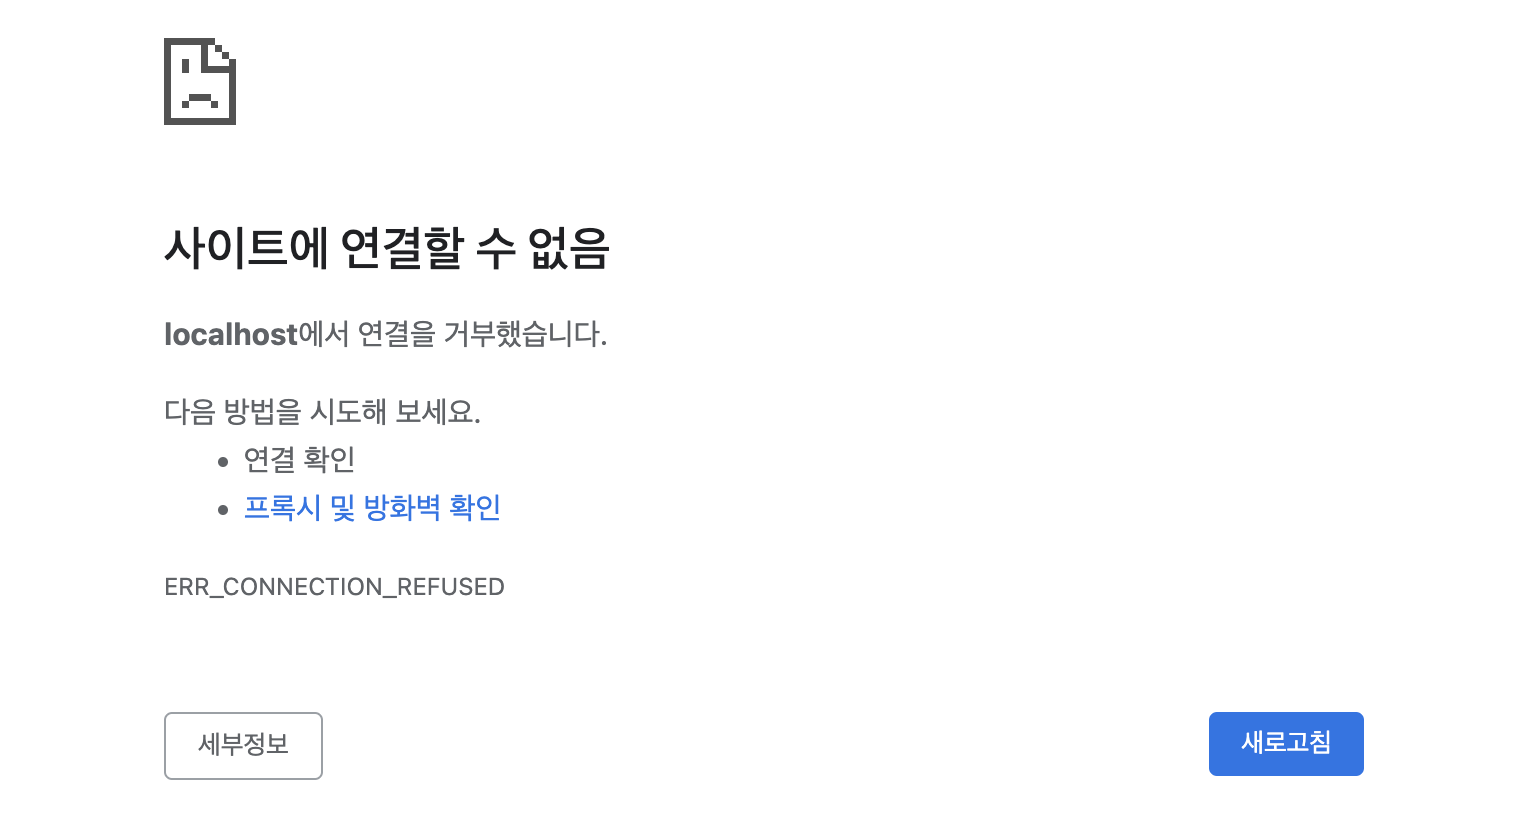 사이트에 연결할 수 없음
localhost에서 연결을 거부했습니다.
다음 방법을 시도해 보세요.
• 연결 확인
• 프록시 및 방화벽 확인
ERR_CONNECTION_REFUSED
세부정보
새로고침